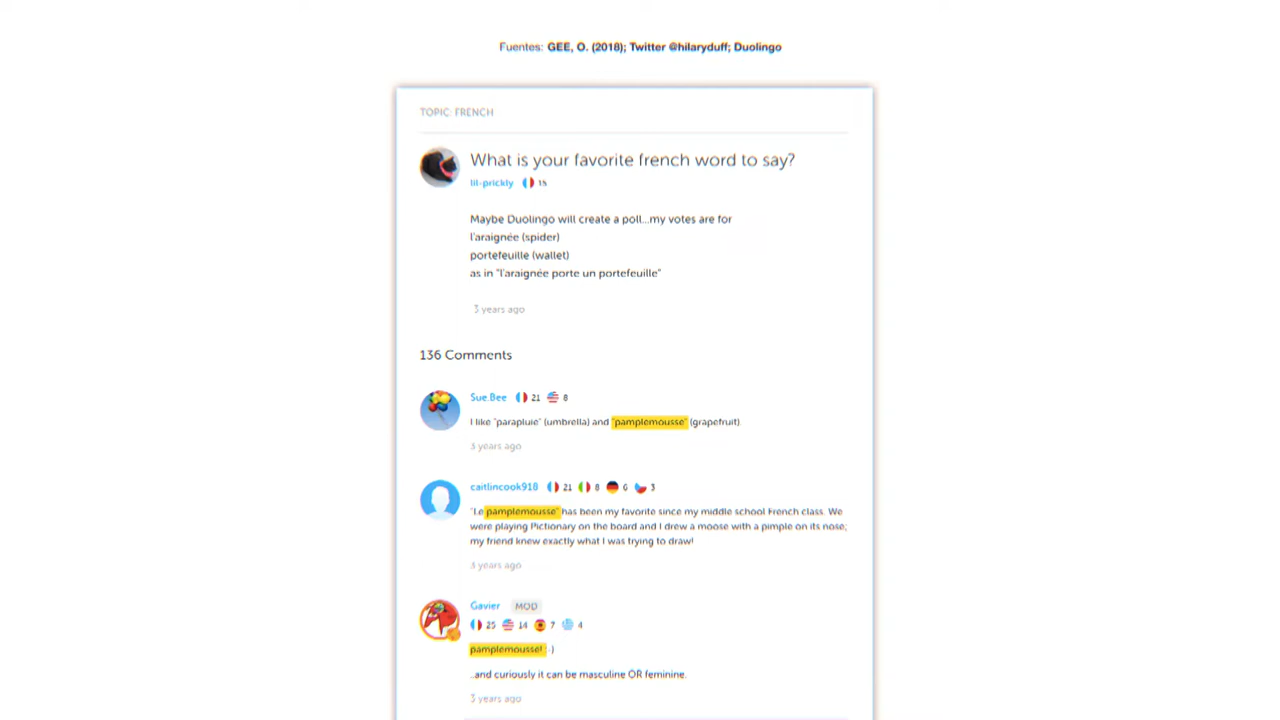 Fuentes: GEE, O. (2018); Twitter @hilaryduff; Duolingo
TOPIC: FRENCH
What is your favorite french word to say?
lil-prickly 15
Maybe Duolingo will create a poll...my votes are for
l'araignée (spider)
portefeuille (wallet)
as in "l'araignée porte un portefeuille"
3 years ago
136 Comments
Sue.Bee 21 8
I like "parapluie" (umbrella) and "pamplemousse" (grapefruit)
3 years ago
caitlincook918 21 8 6 3
"Le pamplemousse" has been my favorite since my middle school French class. We
were playing Pictionary on the board and I drew a moose with a pimple on its nose;
my friend knew exactly what I was trying to draw!
3 years ago
Gavier MOD
25 14 7 4
pamplemousse! :-)
..and curiously it can be masculine OR feminine.
3 years ago